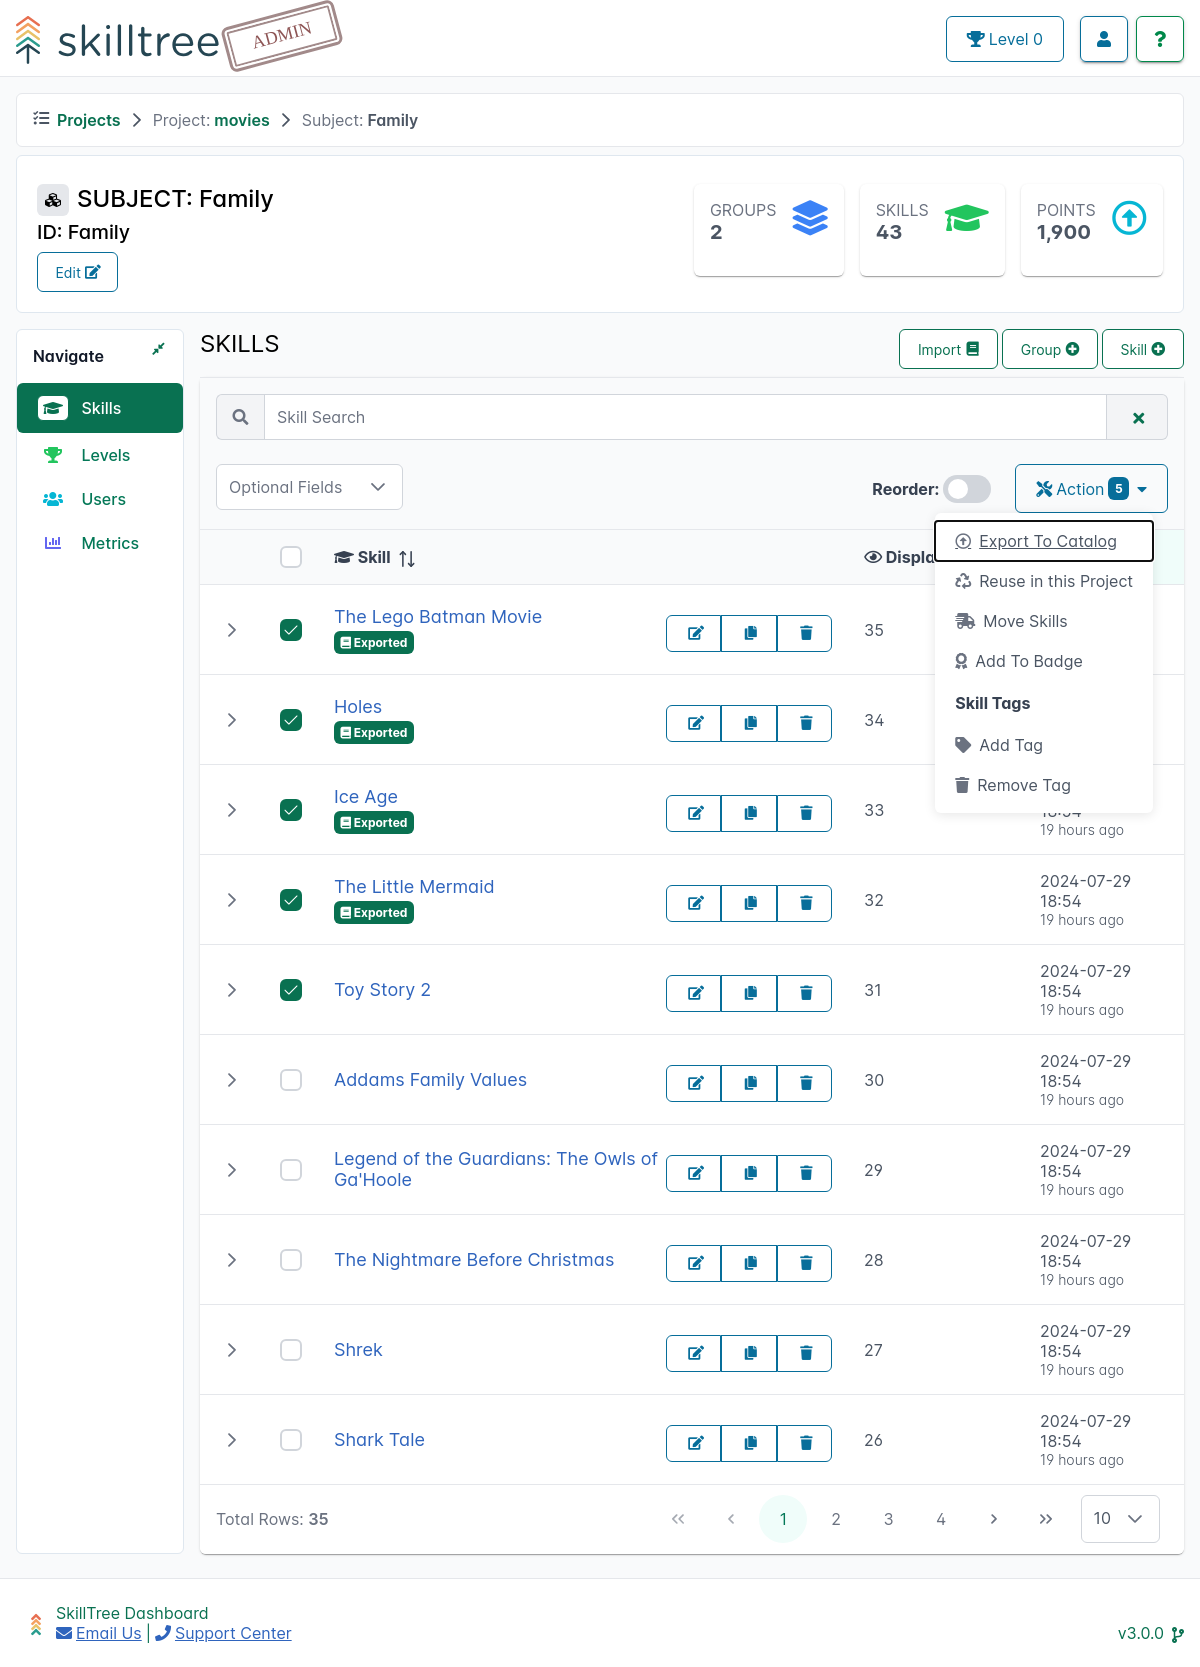 skilltree
ADMIN
Level 0
?
Projects > Project: movies > Subject: Family
SUBJECT: Family
ID: Family
Edit
GROUPS
2
SKILLS
43
POINTS
1,900
Navigate
Skills
Levels
Users
Metrics
SKILLS
Import
Group
Skill
Skill Search
Optional Fields
Reorder:
Action 5
Export To Catalog
Reuse in this Project
Move Skills
Add To Badge
Skill Tags
Add Tag
Remove Tag
Skill
Displa
The Lego Batman Movie
Exported
35
Holes
Exported
34
Ice Age
Exported
33
18:54
19 hours ago
The Little Mermaid
Exported
32
2024-07-29
18:54
19 hours ago
Toy Story 2
31
2024-07-29
18:54
19 hours ago
Addams Family Values
30
2024-07-29
18:54
19 hours ago
Legend of the Guardians: The Owls of
Ga'Hoole
29
2024-07-29
18:54
19 hours ago
The Nightmare Before Christmas
28
2024-07-29
18:54
19 hours ago
Shrek
27
2024-07-29
18:54
19 hours ago
Shark Tale
26
2024-07-29
18:54
19 hours ago
Total Rows: 35
1 2 3 4
10
SkillTree Dashboard
Email Us | Support Center
v3.0.0